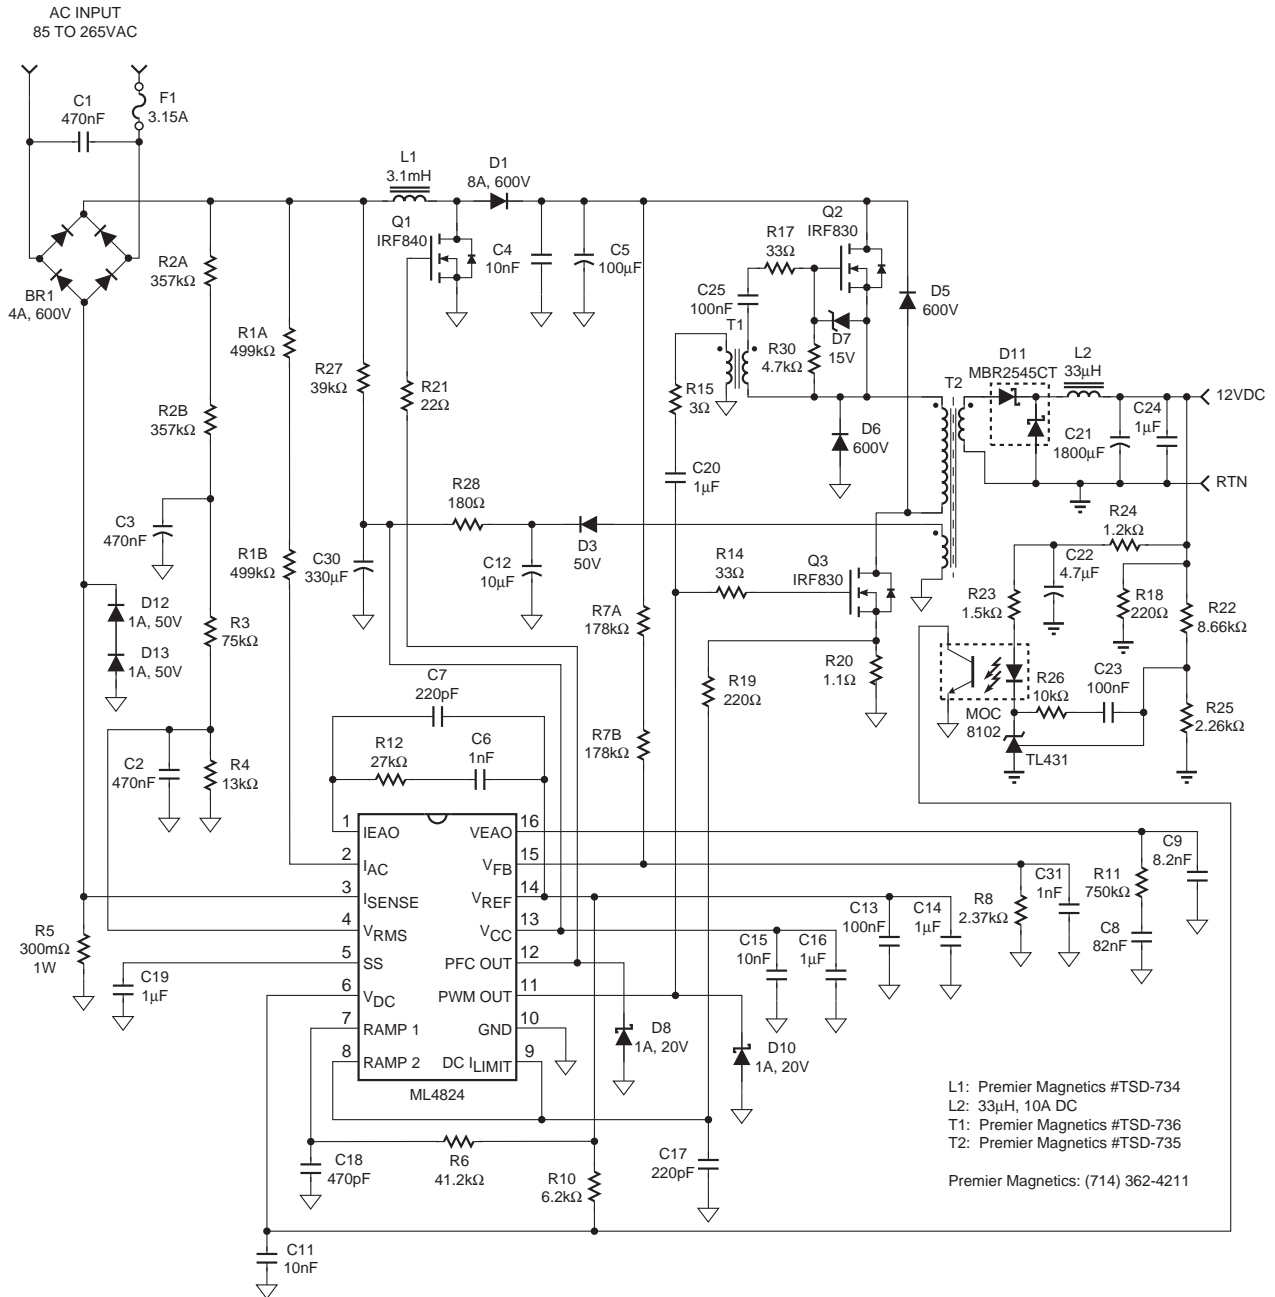 AC INPUT
85 TO 265VAC
C1
470nF
F1
3.15A
L1
3.1mH
D1
8A, 600V
Q1
IRF840
C4
10nF
C5
100µF
R17
33Ω
Q2
IRF830
R2A
357kΩ
BR1
4A, 600V
C25
100nF
T1
D7
15V
D5
600V
R1A
499kΩ
R27
39kΩ
R21
22Ω
R15
3Ω
R30
4.7kΩ
D11
MBR2545CT
L2
33µH
T2
12VDC
R2B
357kΩ
D6
600V
C21
1800µF
C24
1µF
C20
1µF
RTN
C3
470nF
R28
180Ω
R1B
499kΩ
C30
330µF
C12
10µF
D3
50V
R14
33Ω
Q3
IRF830
R24
1.2kΩ
C22
4.7µF
R23
1.5kΩ
R18
220Ω
R22
8.66kΩ
D12
1A, 50V
D13
1A, 50V
R3
75kΩ
R7A
178kΩ
C7
220pF
R19
220Ω
R20
1.1Ω
R26
10kΩ
C23
100nF
MOC
8102
R25
2.26kΩ
TL431
C2
470nF
R4
13kΩ
R12
27kΩ
C6
1nF
R7B
178kΩ
1
IEAO
VEAO
16
2
IAC
VFB
15
3
ISENSE
VREF
14
4
VRMS
VCC
13
5
SS
PFC OUT
12
6
VDC
PWM OUT
11
7
RAMP 1
GND
10
8
RAMP 2
DC ILIMIT
9
ML4824
C9
8.2nF
R11
750kΩ
C31
1nF
R8
2.37kΩ
C8
82nF
C13
100nF
C14
1µF
C15
10nF
C16
1µF
R5
300mΩ
1W
C19
1µF
D8
1A, 20V
D10
1A, 20V
C18
470pF
R6
41.2kΩ
R10
6.2kΩ
C17
220pF
C11
10nF
L1: Premier Magnetics #TSD-734
L2: 33µH, 10A DC
T1: Premier Magnetics #TSD-736
T2: Premier Magnetics #TSD-735
Premier Magnetics: (714) 362-4211